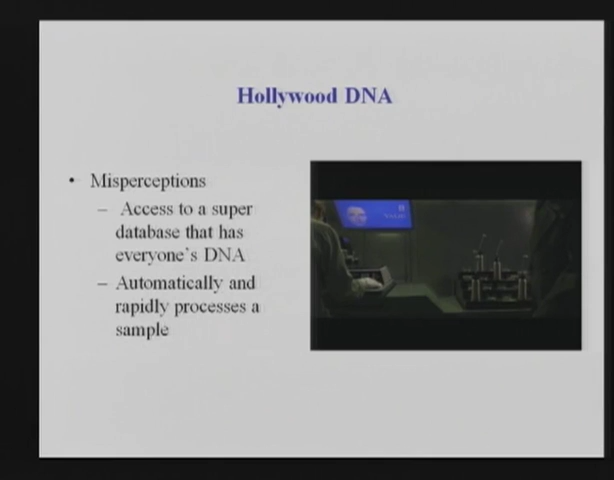 Hollywood DNA
• Misperceptions
– Access to a super
database that has
everyone's DNA
– Automatically and
rapidly processes a
sample